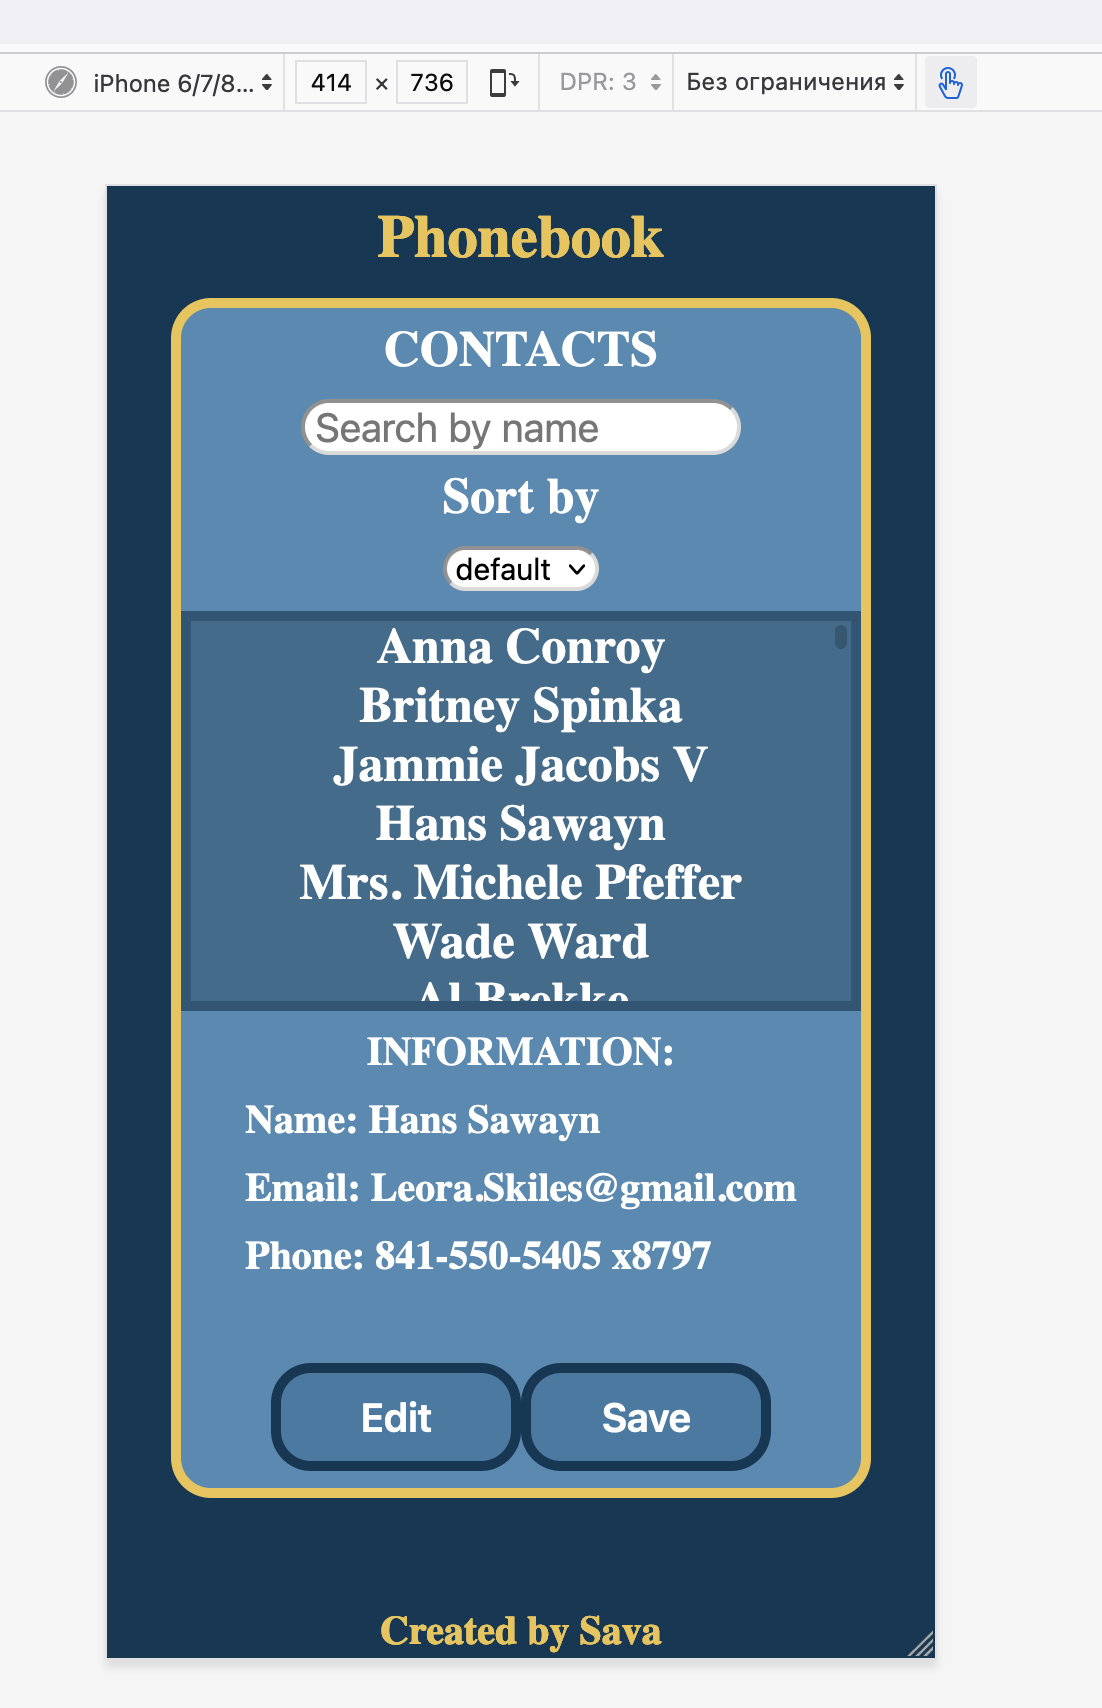 iPhone 6/7/8... 414 × 736 DPR: 3 Без ограничения
Phonebook
CONTACTS
Search by name
Sort by
default
Anna Conroy
Britney Spinka
Jammie Jacobs V
Hans Sawayn
Mrs. Michele Pfeffer
Wade Ward
Al Brekke
INFORMATION:
Name: Hans Sawayn
Email: Leora.Skiles@gmail.com
Phone: 841-550-5405 x8797
Edit Save
Created by Sava